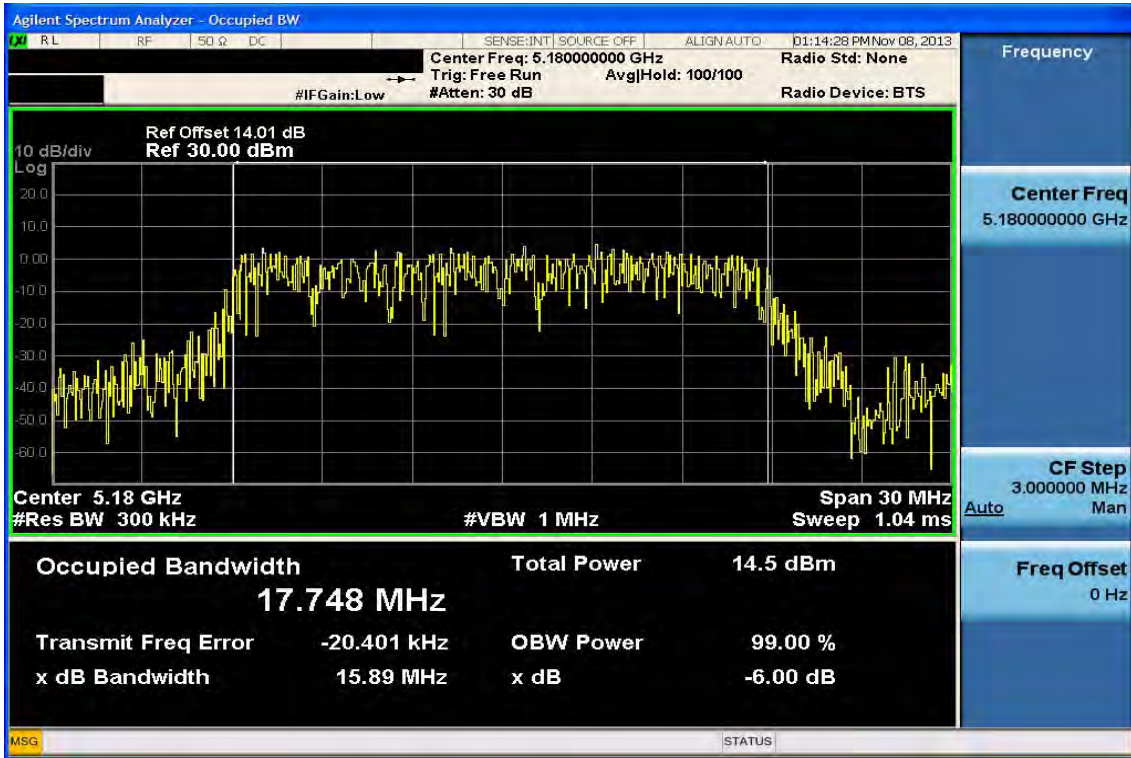 Agilent Spectrum Analyzer - Occupied BW
LXI RL RF 50 Ω DC SENSE:INT SOURCE OFF ALIGN AUTO 01:14:28 PM Nov 08, 2013
Center Freq: 5.180000000 GHz Radio Std: None
Trig: Free Run Avg|Hold: 100/100
#IFGain:Low #Atten: 30 dB Radio Device: BTS
Ref Offset 14.01 dB
10 dB/div Ref 30.00 dBm
Log
20.0
10.0
0.00
-10.0
-20.0
-30.0
-40.0
-50.0
-60.0
Center 5.18 GHz Span 30 MHz
#Res BW 300 kHz #VBW 1 MHz Sweep 1.04 ms
Occupied Bandwidth Total Power 14.5 dBm
17.748 MHz
Transmit Freq Error -20.401 kHz OBW Power 99.00 %
x dB Bandwidth 15.89 MHz x dB -6.00 dB
MSG STATUS
Frequency
Center Freq
5.180000000 GHz
CF Step
3.000000 MHz
Auto Man
Freq Offset
0 Hz